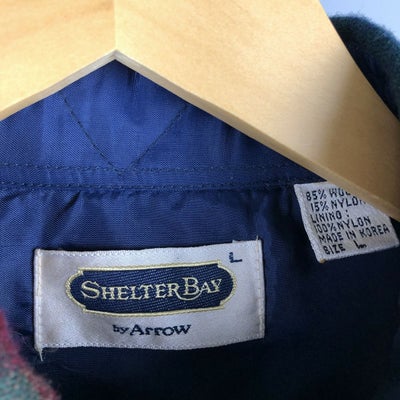 85% WOOL
15% NYLON
LINING :
100% NYLON
MADE IN KOREA
SIZE L
L
SHELTER BAY
by Arrow